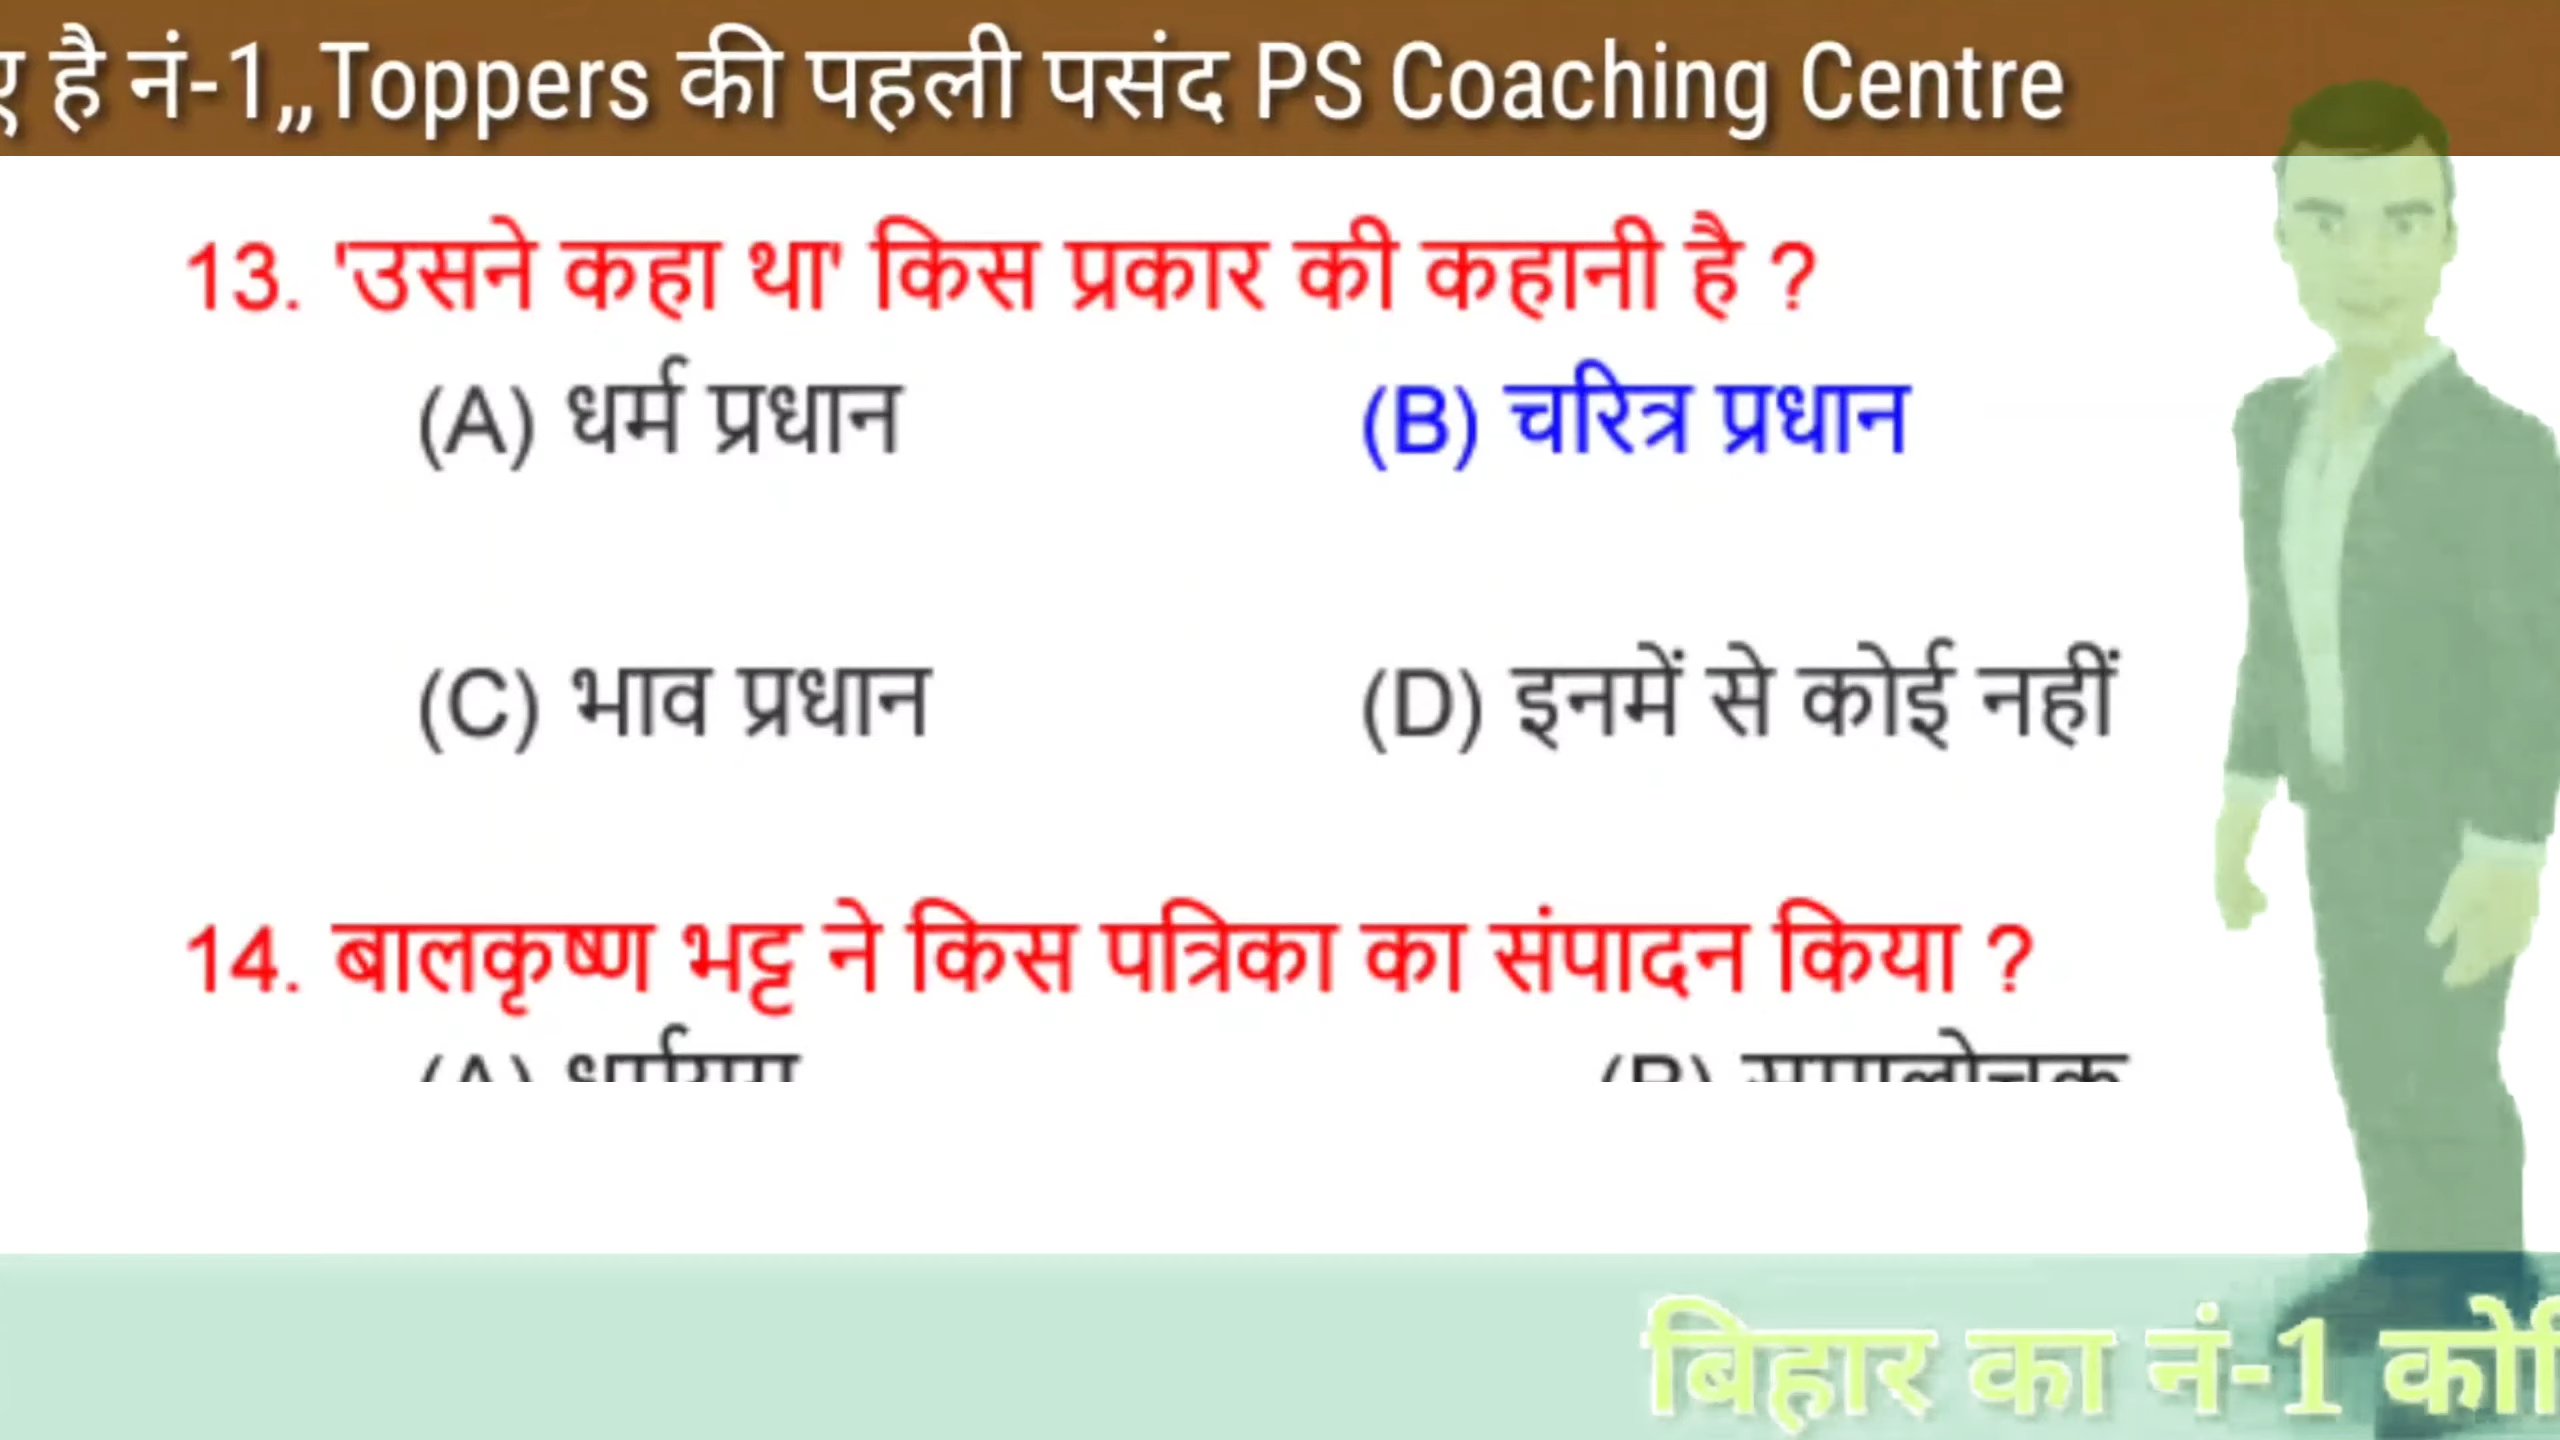 है नं-1,,Toppers की पहली पसंद PS Coaching Centre
13. 'उसने कहा था' किस प्रकार की कहानी है ?
(A) धर्म प्रधान (B) चरित्र प्रधान
(C) भाव प्रधान (D) इनमें से कोई नहीं
14. बालकृष्ण भट्ट ने किस पत्रिका का संपादन किया ?
बिहार का नं-1